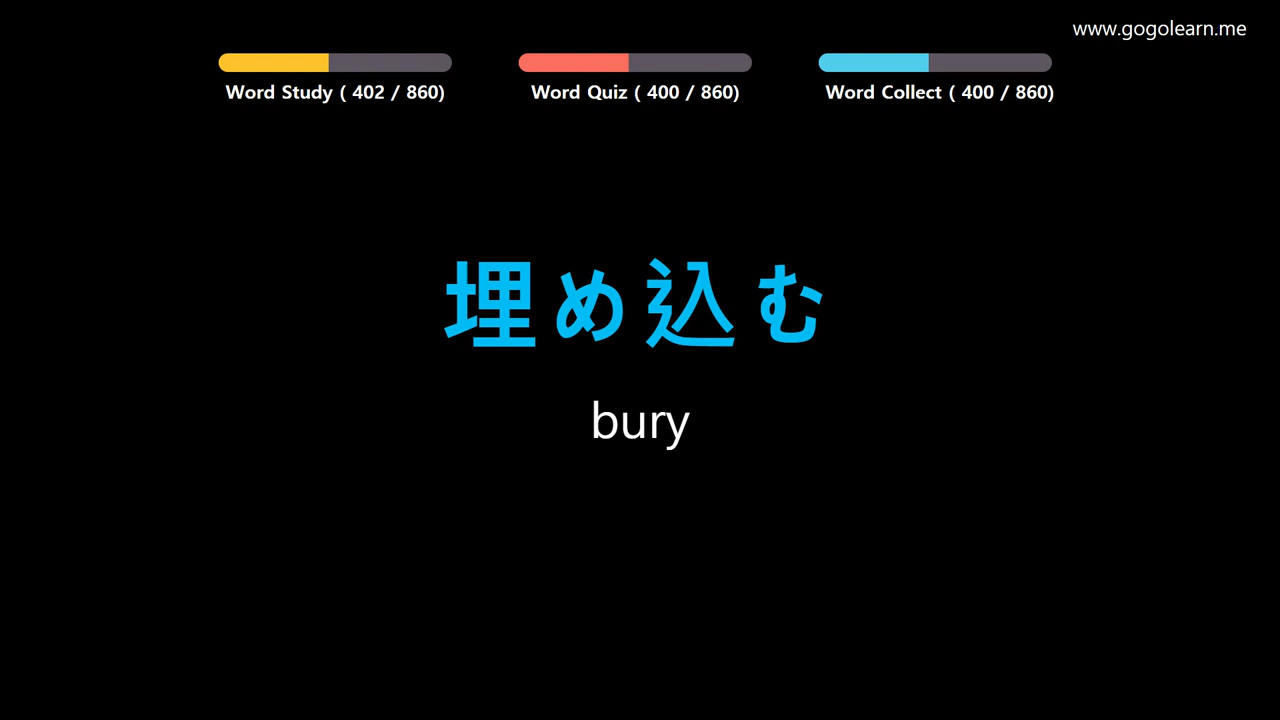 www.gogolearn.me
Word Study ( 402 / 860) Word Quiz ( 400 / 860) Word Collect ( 400 / 860)
埋め込む
bury